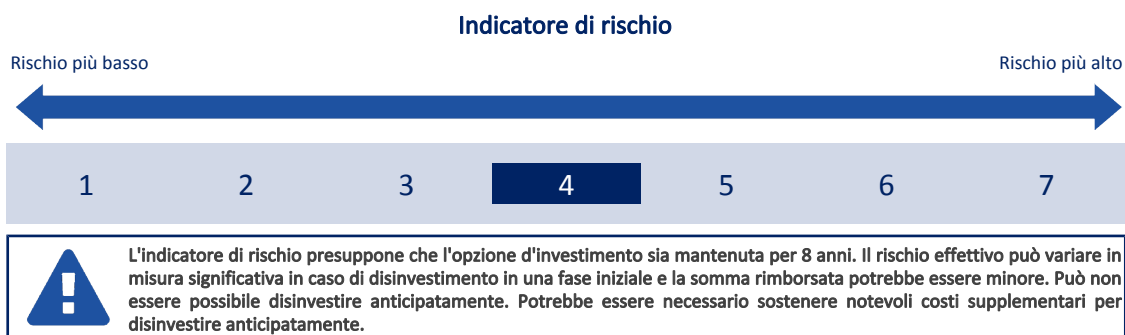 Indicatore di rischio
Rischio più basso
Rischio più alto
1 2 3 4 5 6 7
L'indicatore di rischio presuppone che l'opzione d'investimento sia mantenuta per 8 anni. Il rischio effettivo può variare in
misura significativa in caso di disinvestimento in una fase iniziale e la somma rimborsata potrebbe essere minore. Può non
essere possibile disinvestire anticipatamente. Potrebbe essere necessario sostenere notevoli costi supplementari per
disinvestire anticipatamente.